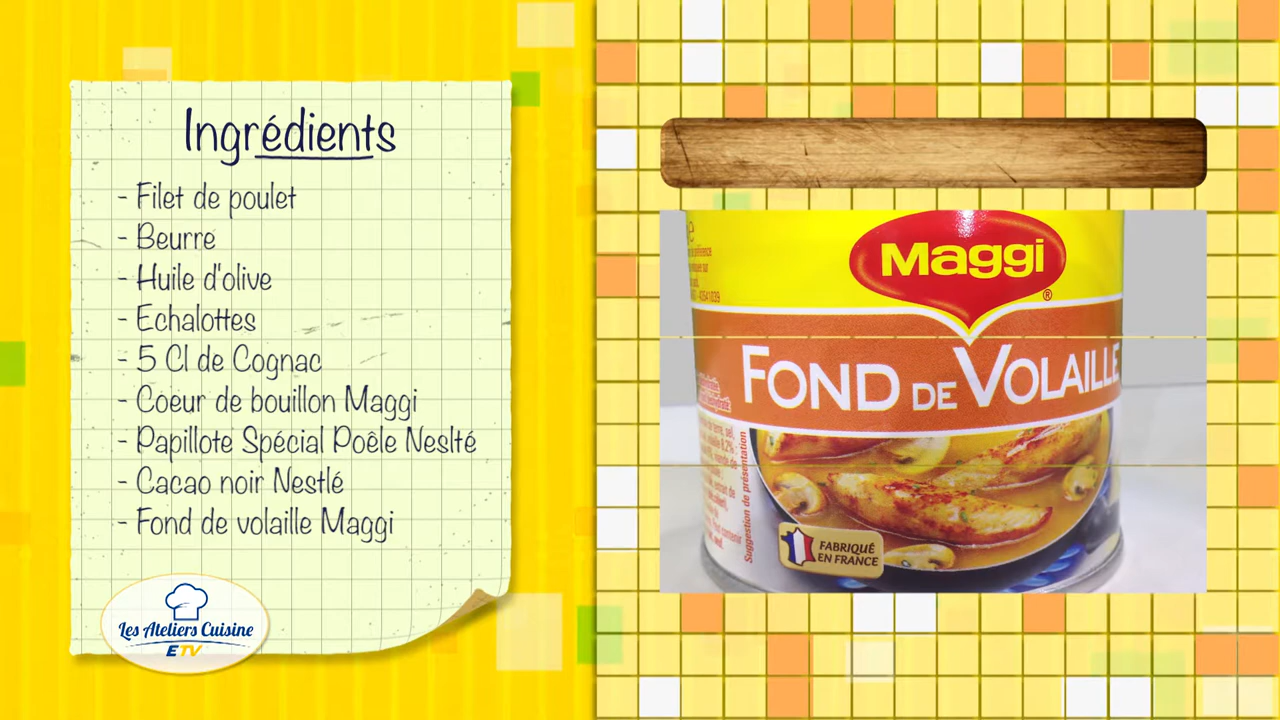 Ingrédients
- Filet de poulet
- Beurre
- Huile d'olive
- Echalottes
- 5 Cl de Cognac
- Coeur de bouillon Maggi
- Papillote Spécial Poêle Neslté
- Cacao noir Nestlé
- Fond de volaille Maggi
Les Ateliers Cuisine
ETV
Maggi
®
FOND DE VOLAILLE
Suggestion de présentation
FABRIQUÉ
EN FRANCE